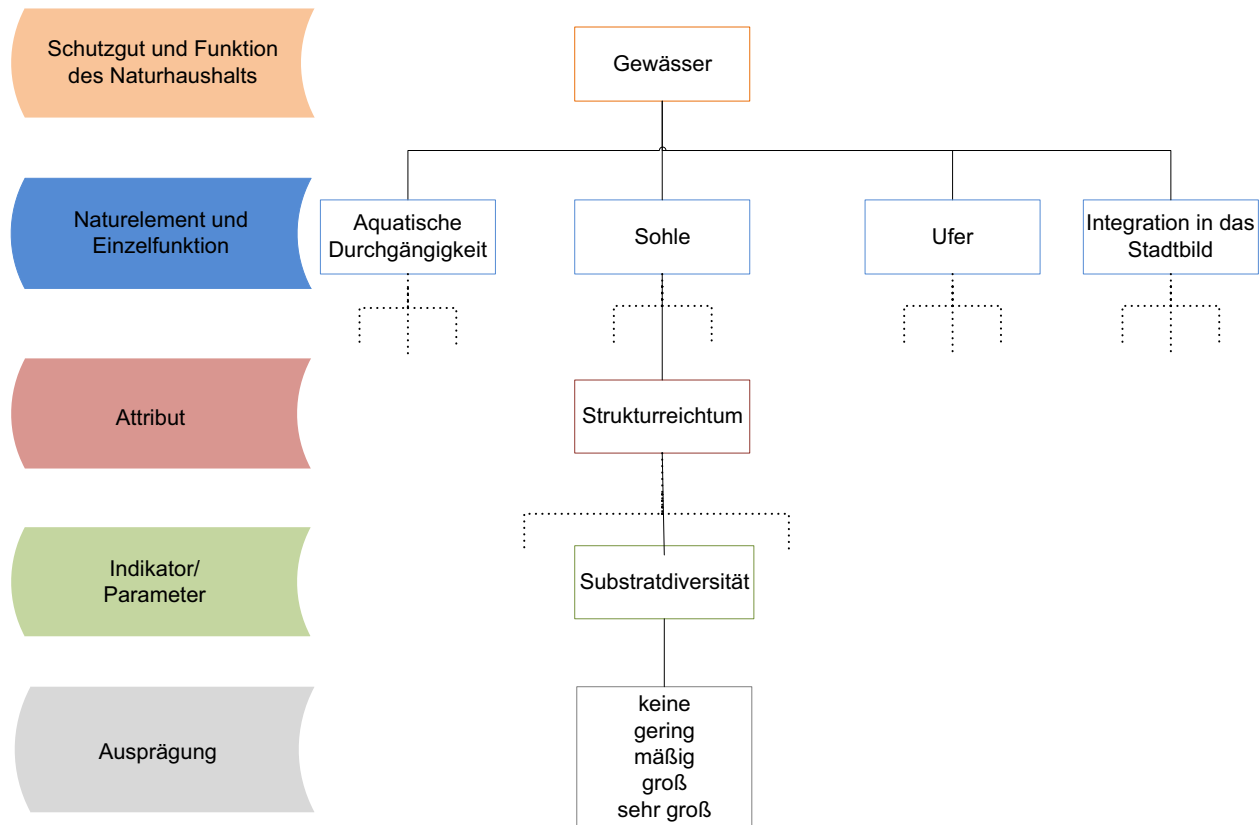 Schutzgut und Funktion
des Naturhaushalts
Gewässer
Naturelement und
Einzelfunktion
Aquatische
Durchgängigkeit
Sohle
Ufer
Integration in das
Stadtbild
Attribut
Strukturreichtum
Indikator/
Parameter
Substratdiversität
Ausprägung
keine
gering
mäßig
groß
sehr groß